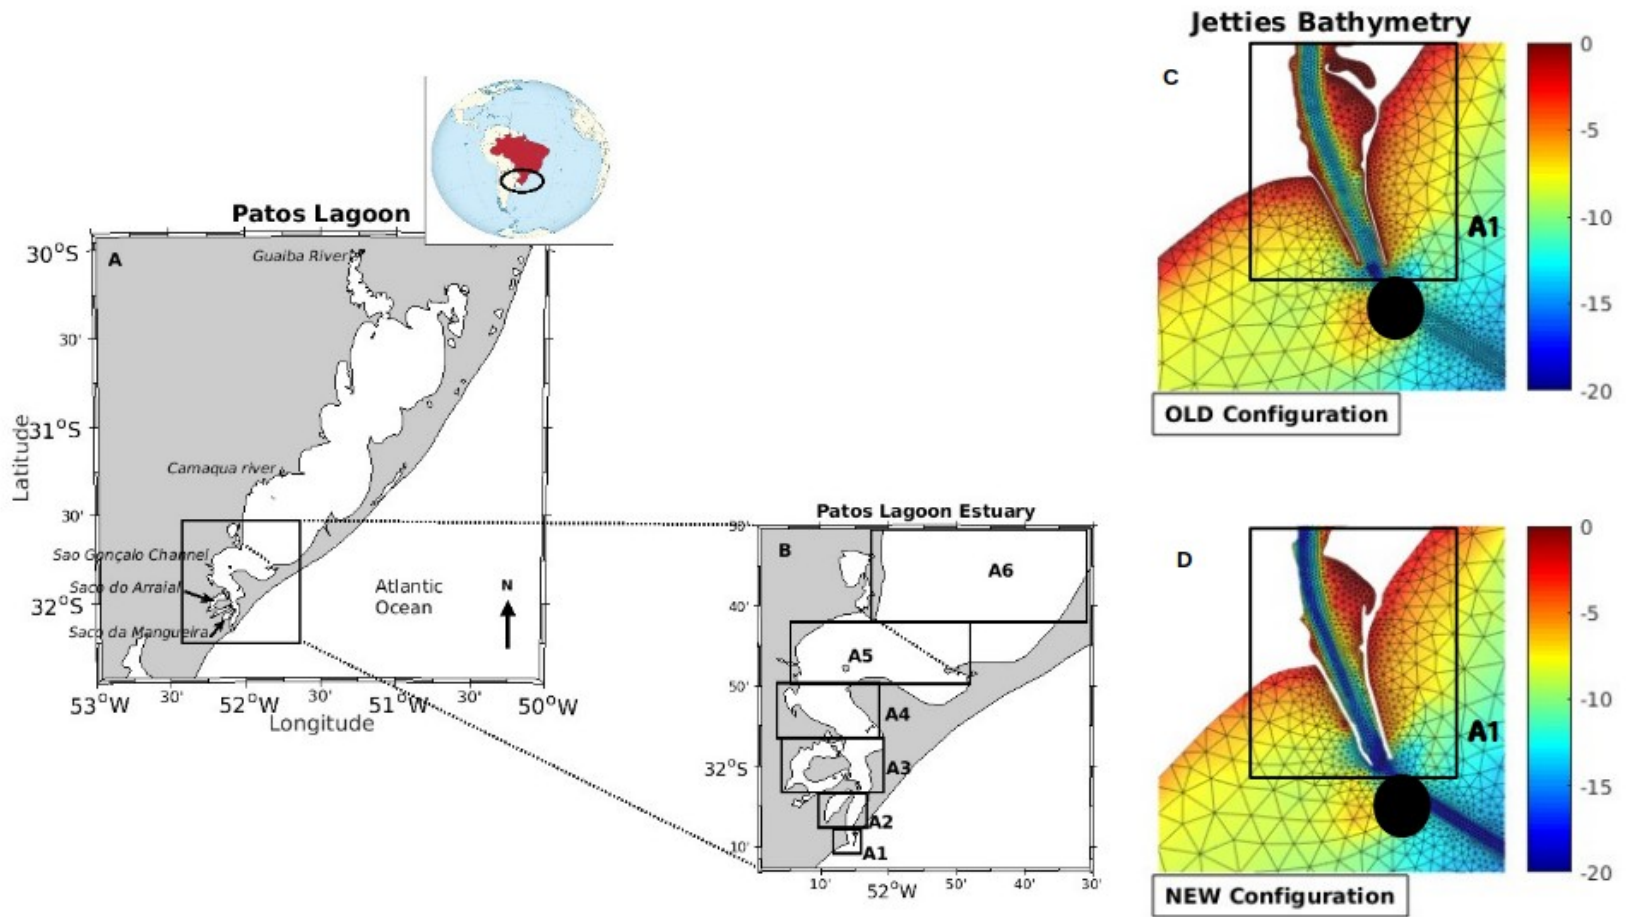 Patos Lagoon
A
Guaiba River
Camaqua river
Sao Gonçalo Channel
Saco do Arraial
Saco da Mangueira
Atlantic
Ocean
N
Latitude
30°S
30'
31°S
30'
32°S
53°W
30'
52°W
30'
51°W
30'
50°W
Longitude
Patos Lagoon Estuary
B
A6
A5
A4
A3
A2
A1
40'
50'
32°S
10'
10'
52°W
50'
40'
30'
Jetties Bathymetry
C
A1
OLD Configuration
0
-5
-10
-15
-20
D
A1
NEW Configuration
0
-5
-10
-15
-20